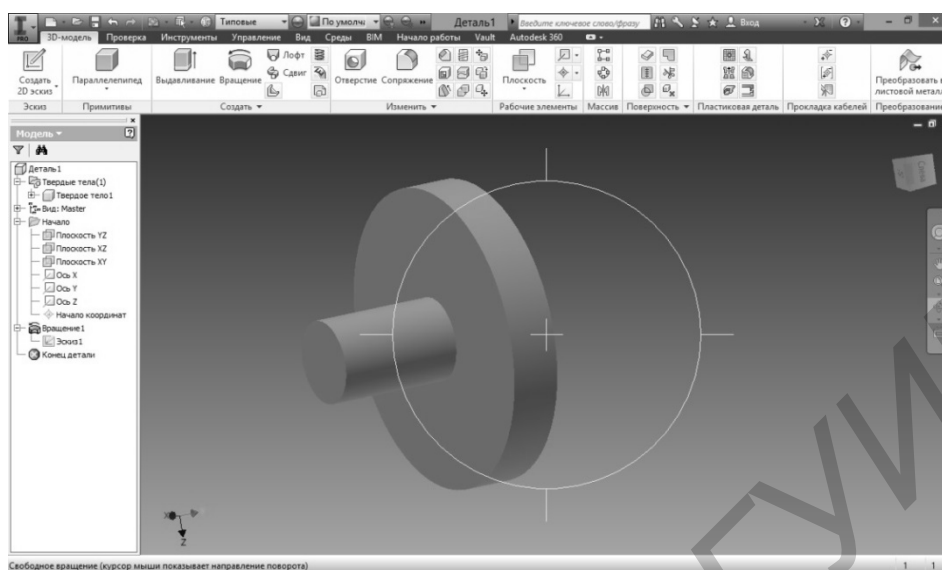 Типовые По умолч Деталь1 Введите ключевое слово/фразу Вход
PRO 3D-модель Проверка Инструменты Управление Вид Среды BIM Начало работы Vault Autodesk 360
Создать 2D эскиз Параллелепипед Выдавливание Вращение Лофт Сдвиг Отверстие Сопряжение Плоскость Преобразовать в листовой метал
Эскиз Примитивы Создать Изменить Рабочие элементы Массив Поверхность Пластиковая деталь Прокладка кабелей Преобразование
Модель
Деталь1
Твердые тела(1)
Твердое тело1
Вид: Master
Начало
Плоскость YZ
Плоскость XZ
Плоскость XY
Ось X
Ось Y
Ось Z
Начало координат
Вращение1
Эскиз1
Конец детали
Z
Свободное вращение (курсор мыши показывает направление поворота) 1 1